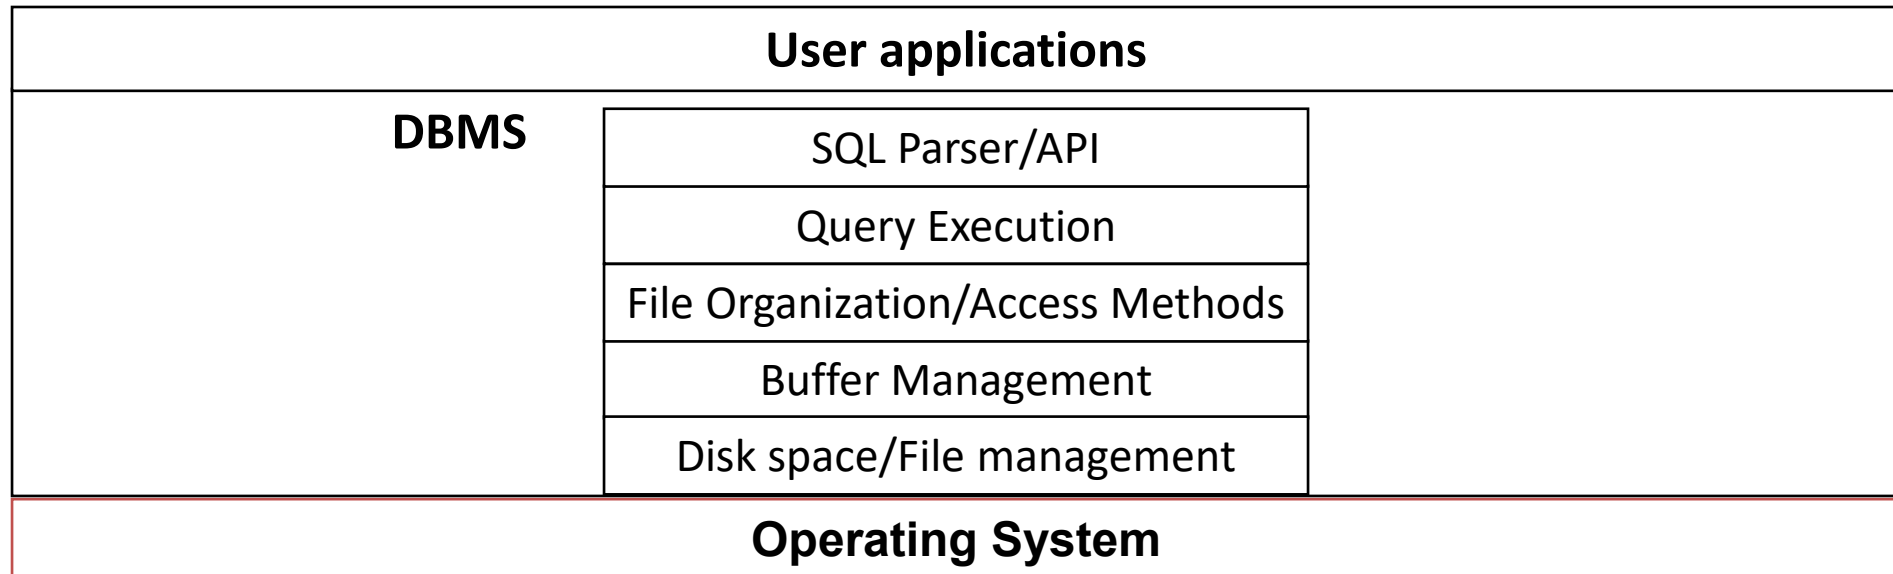 User applications
DBMS
SQL Parser/API
Query Execution
File Organization/Access Methods
Buffer Management
Disk space/File management
Operating System